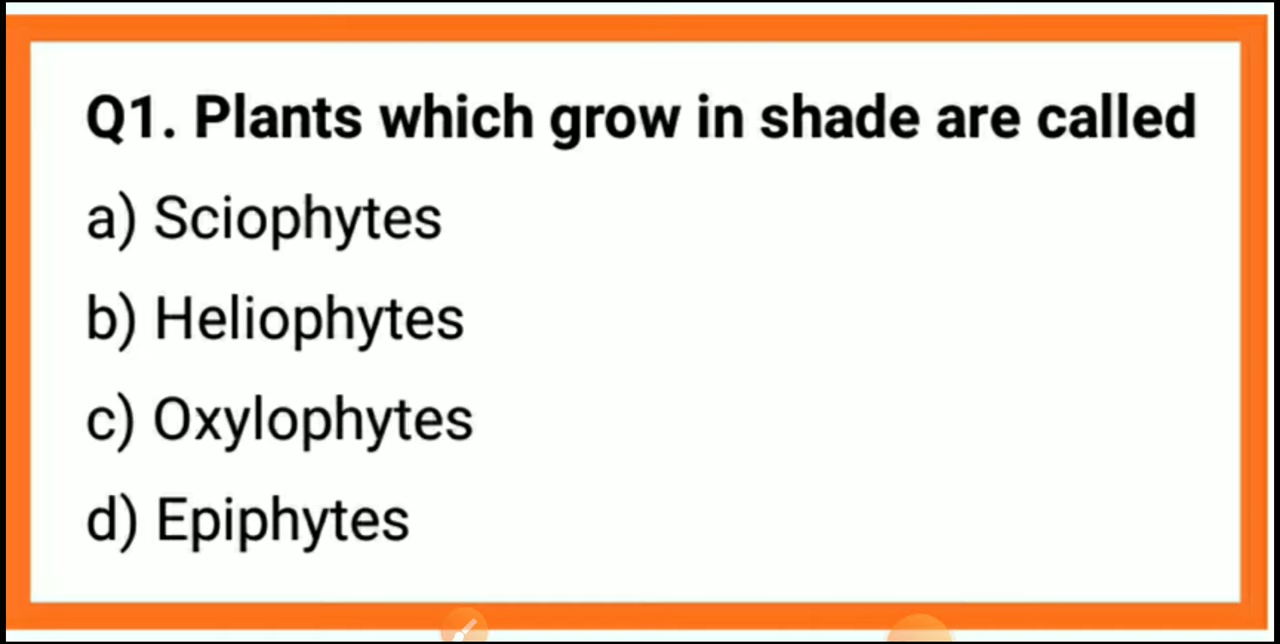 Q1. Plants which grow in shade are called
a) Sciophytes
b) Heliophytes
c) Oxylophytes
d) Epiphytes